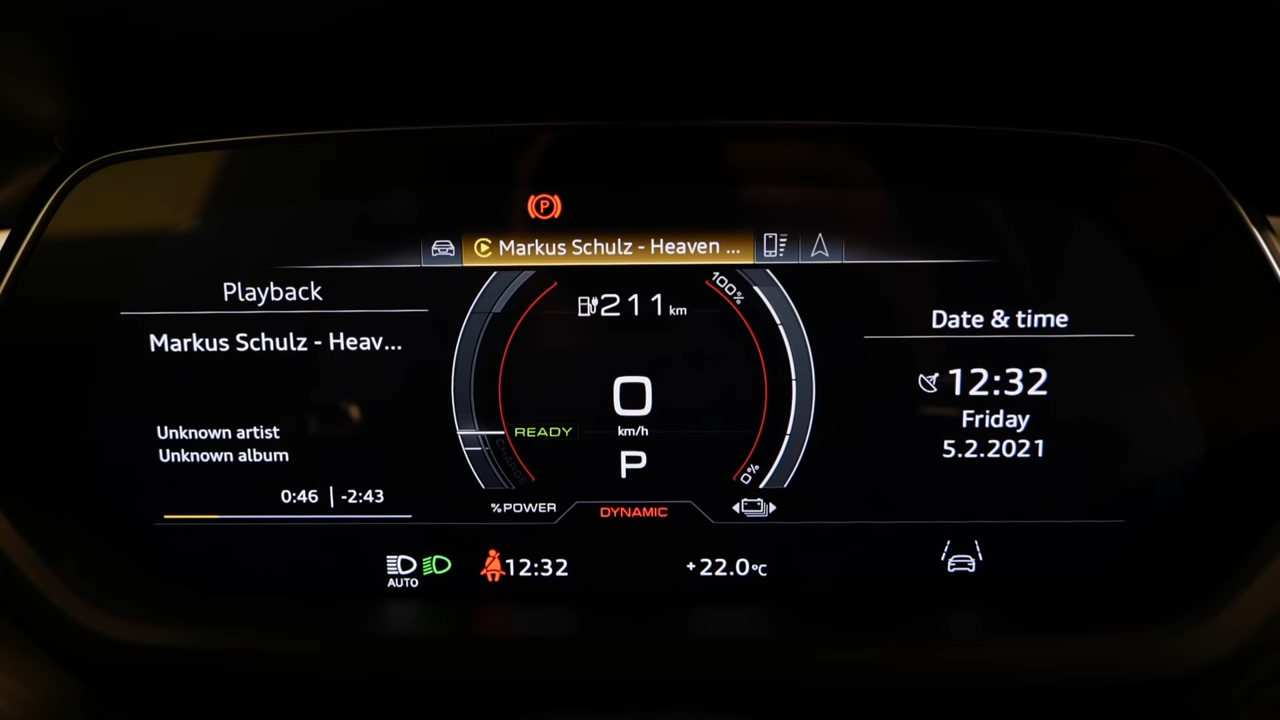 P
Markus Schulz - Heaven ...
Playback
Markus Schulz - Heav...
Unknown artist
Unknown album
0:46 | -2:43
211 km
100%
0
km/h
READY
P
CHARGE
0%
%POWER
DYNAMIC
Date & time
12:32
Friday
5.2.2021
AUTO
12:32
+22.0°C